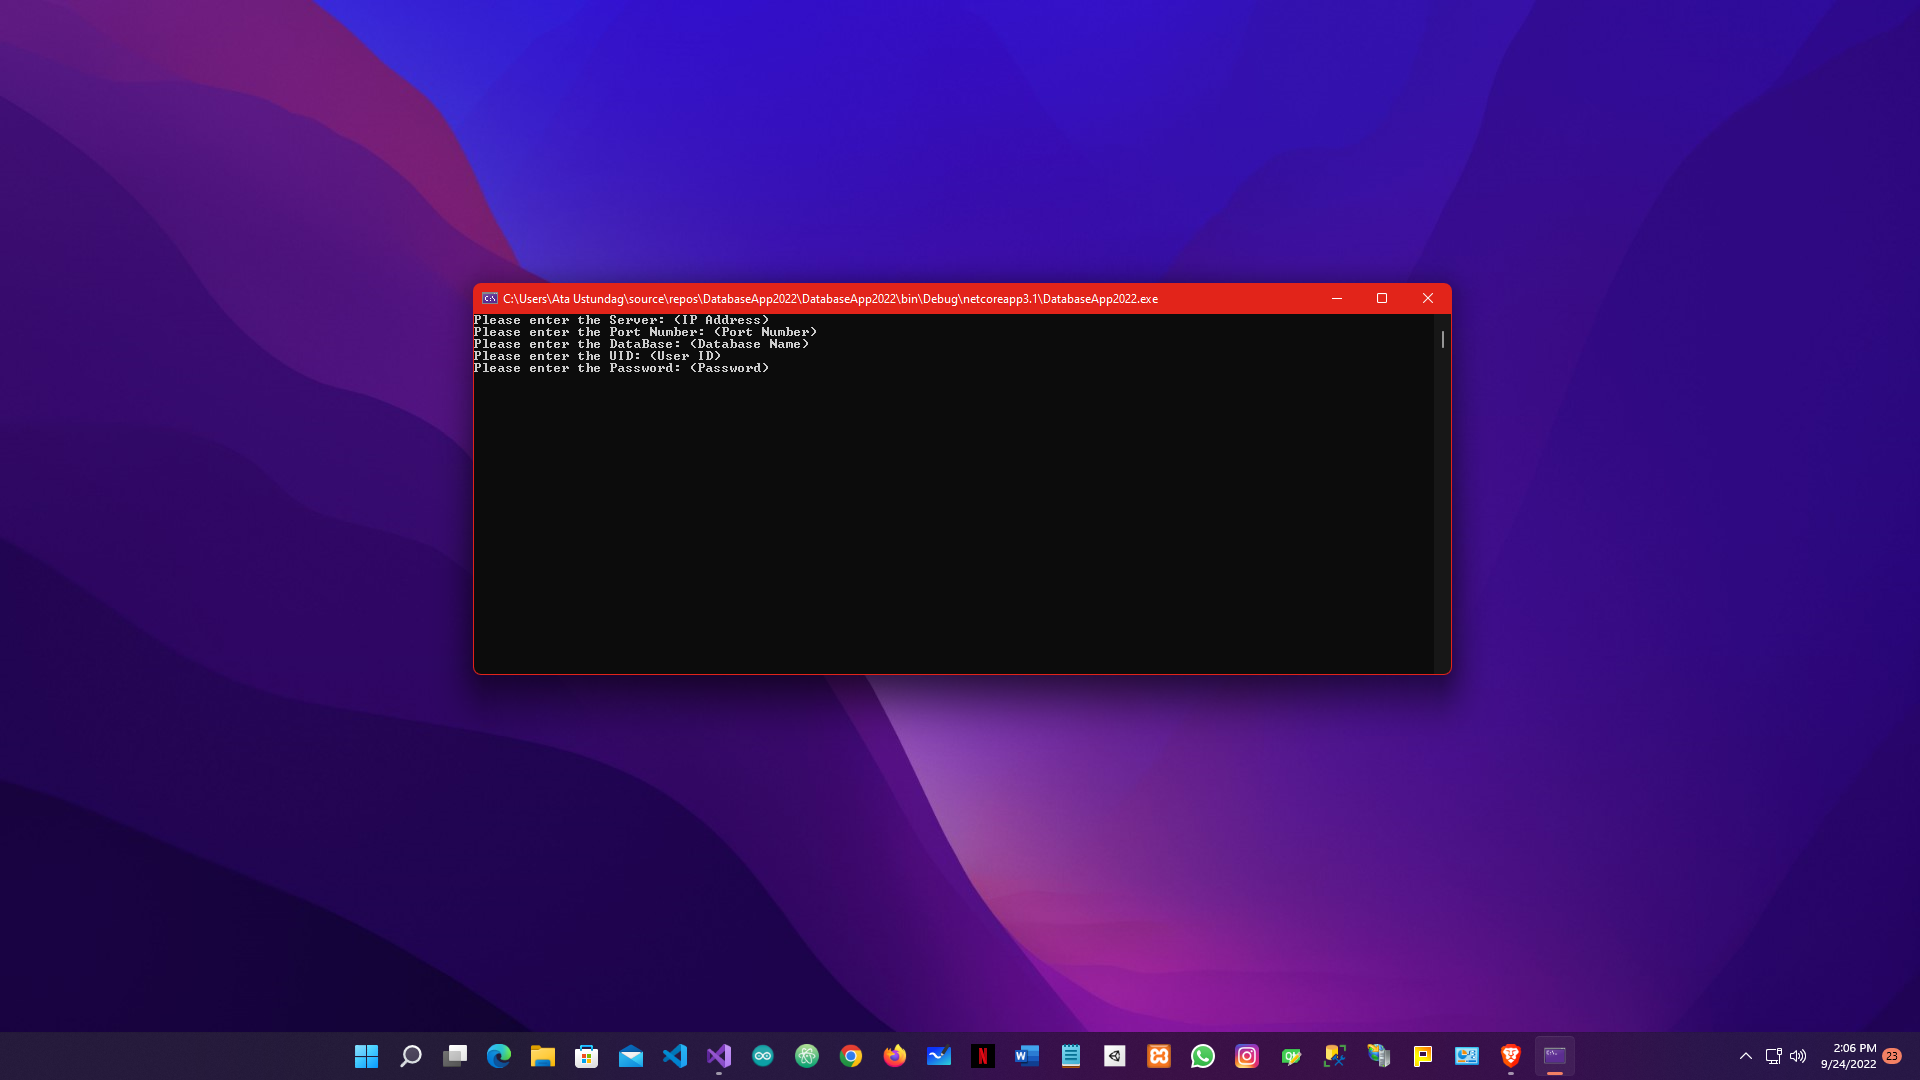 C:\Users\Ata Ustundag\source\repos\DatabaseApp2022\DatabaseApp2022\bin\Debug\netcoreapp3.1\DatabaseApp2022.exe
Please enter the Server: (IP Address)
Please enter the Port Number: (Port Number)
Please enter the DataBase: (Database Name)
Please enter the UID: (User ID)
Please enter the Password: (Password)
2:06 PM
9/24/2022
23